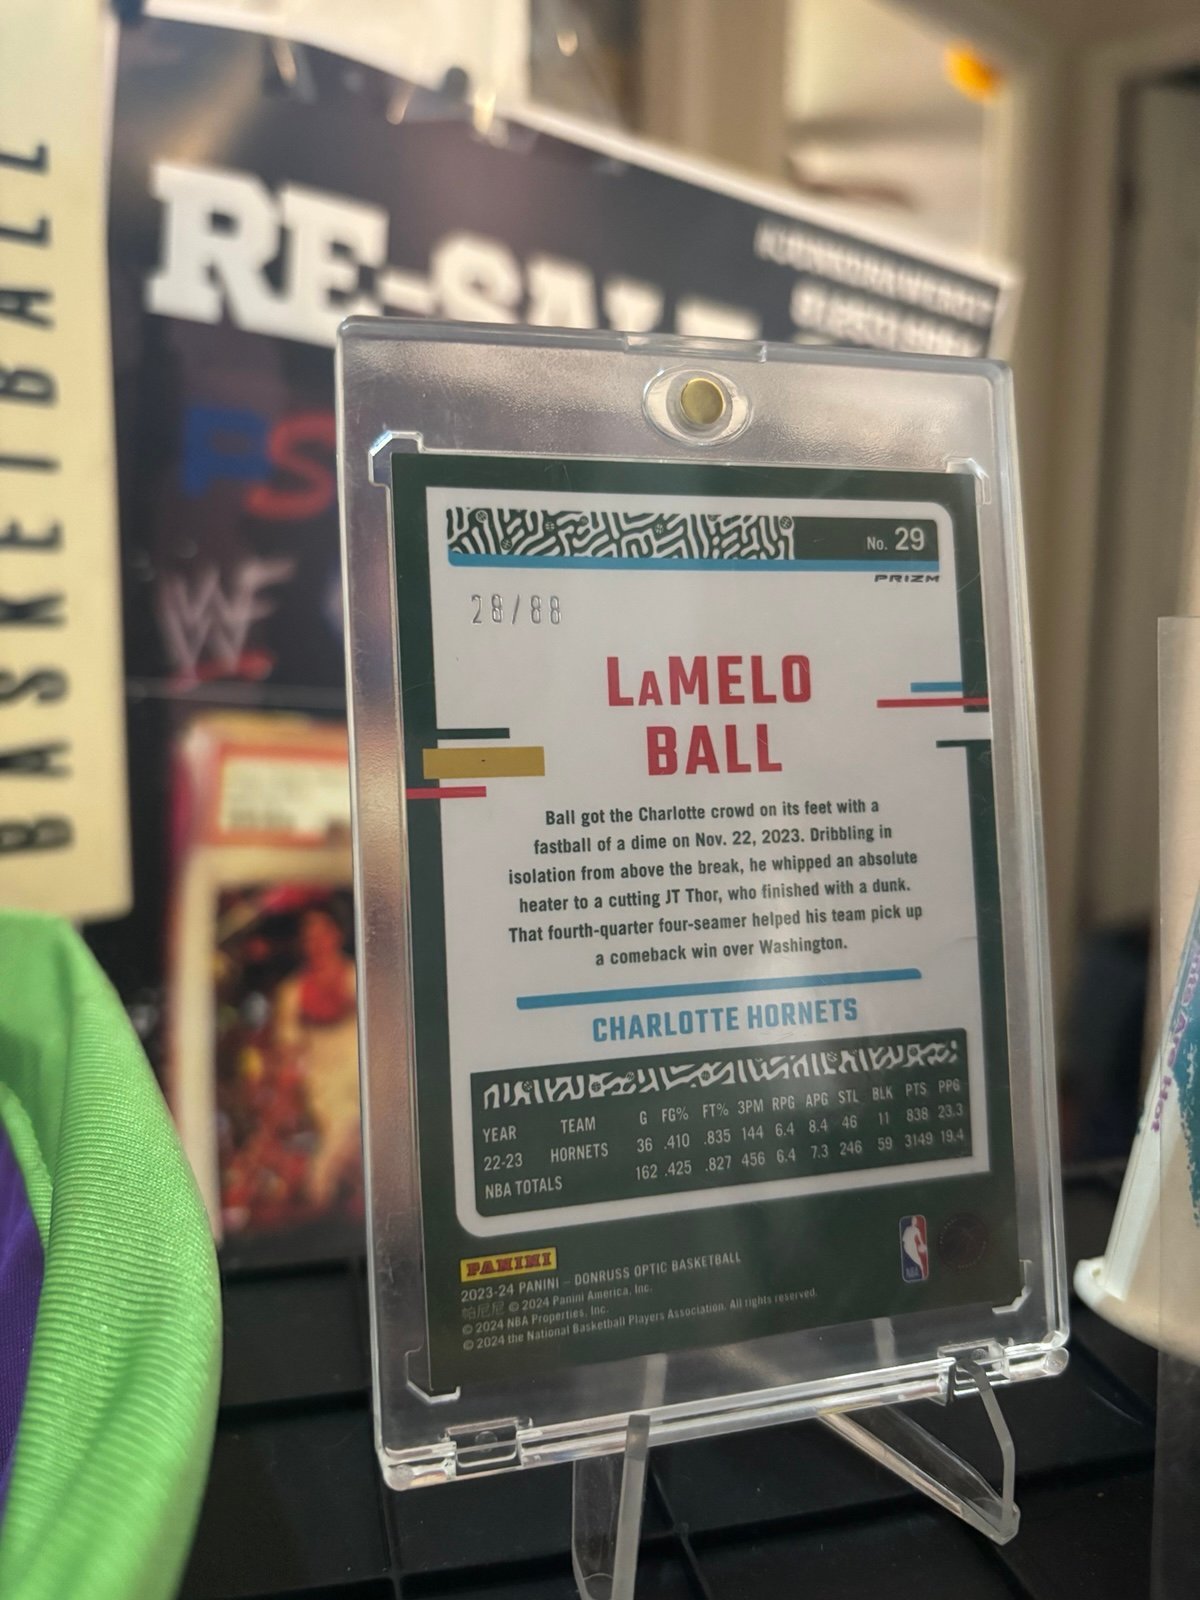 BASKETBALL
RE-SALE
PS
WF
No. 29
PRIZM
28/88
LaMELO
BALL
Ball got the Charlotte crowd on its feet with a
fastball of a dime on Nov. 22, 2023. Dribbling in
isolation from above the break, he whipped an absolute
heater to a cutting JT Thor, who finished with a dunk.
That fourth-quarter four-seamer helped his team pick up
a comeback win over Washington.
CHARLOTTE HORNETS
YEAR TEAM G FG% FT% 3PM RPG APG STL BLK PTS PPG
22-23 HORNETS 36 .410 .835 144 6.4 8.4 46 11 838 23.3
NBA TOTALS 162 .425 .827 456 6.4 7.3 246 59 3149 19.4
PANINI
2023-24 PANINI – DONRUSS OPTIC BASKETBALL
帕尼尼 © 2024 Panini America, Inc.
© 2024 NBA Properties, Inc.
© 2024 the National Basketball Players Association. All rights reserved.
NBA